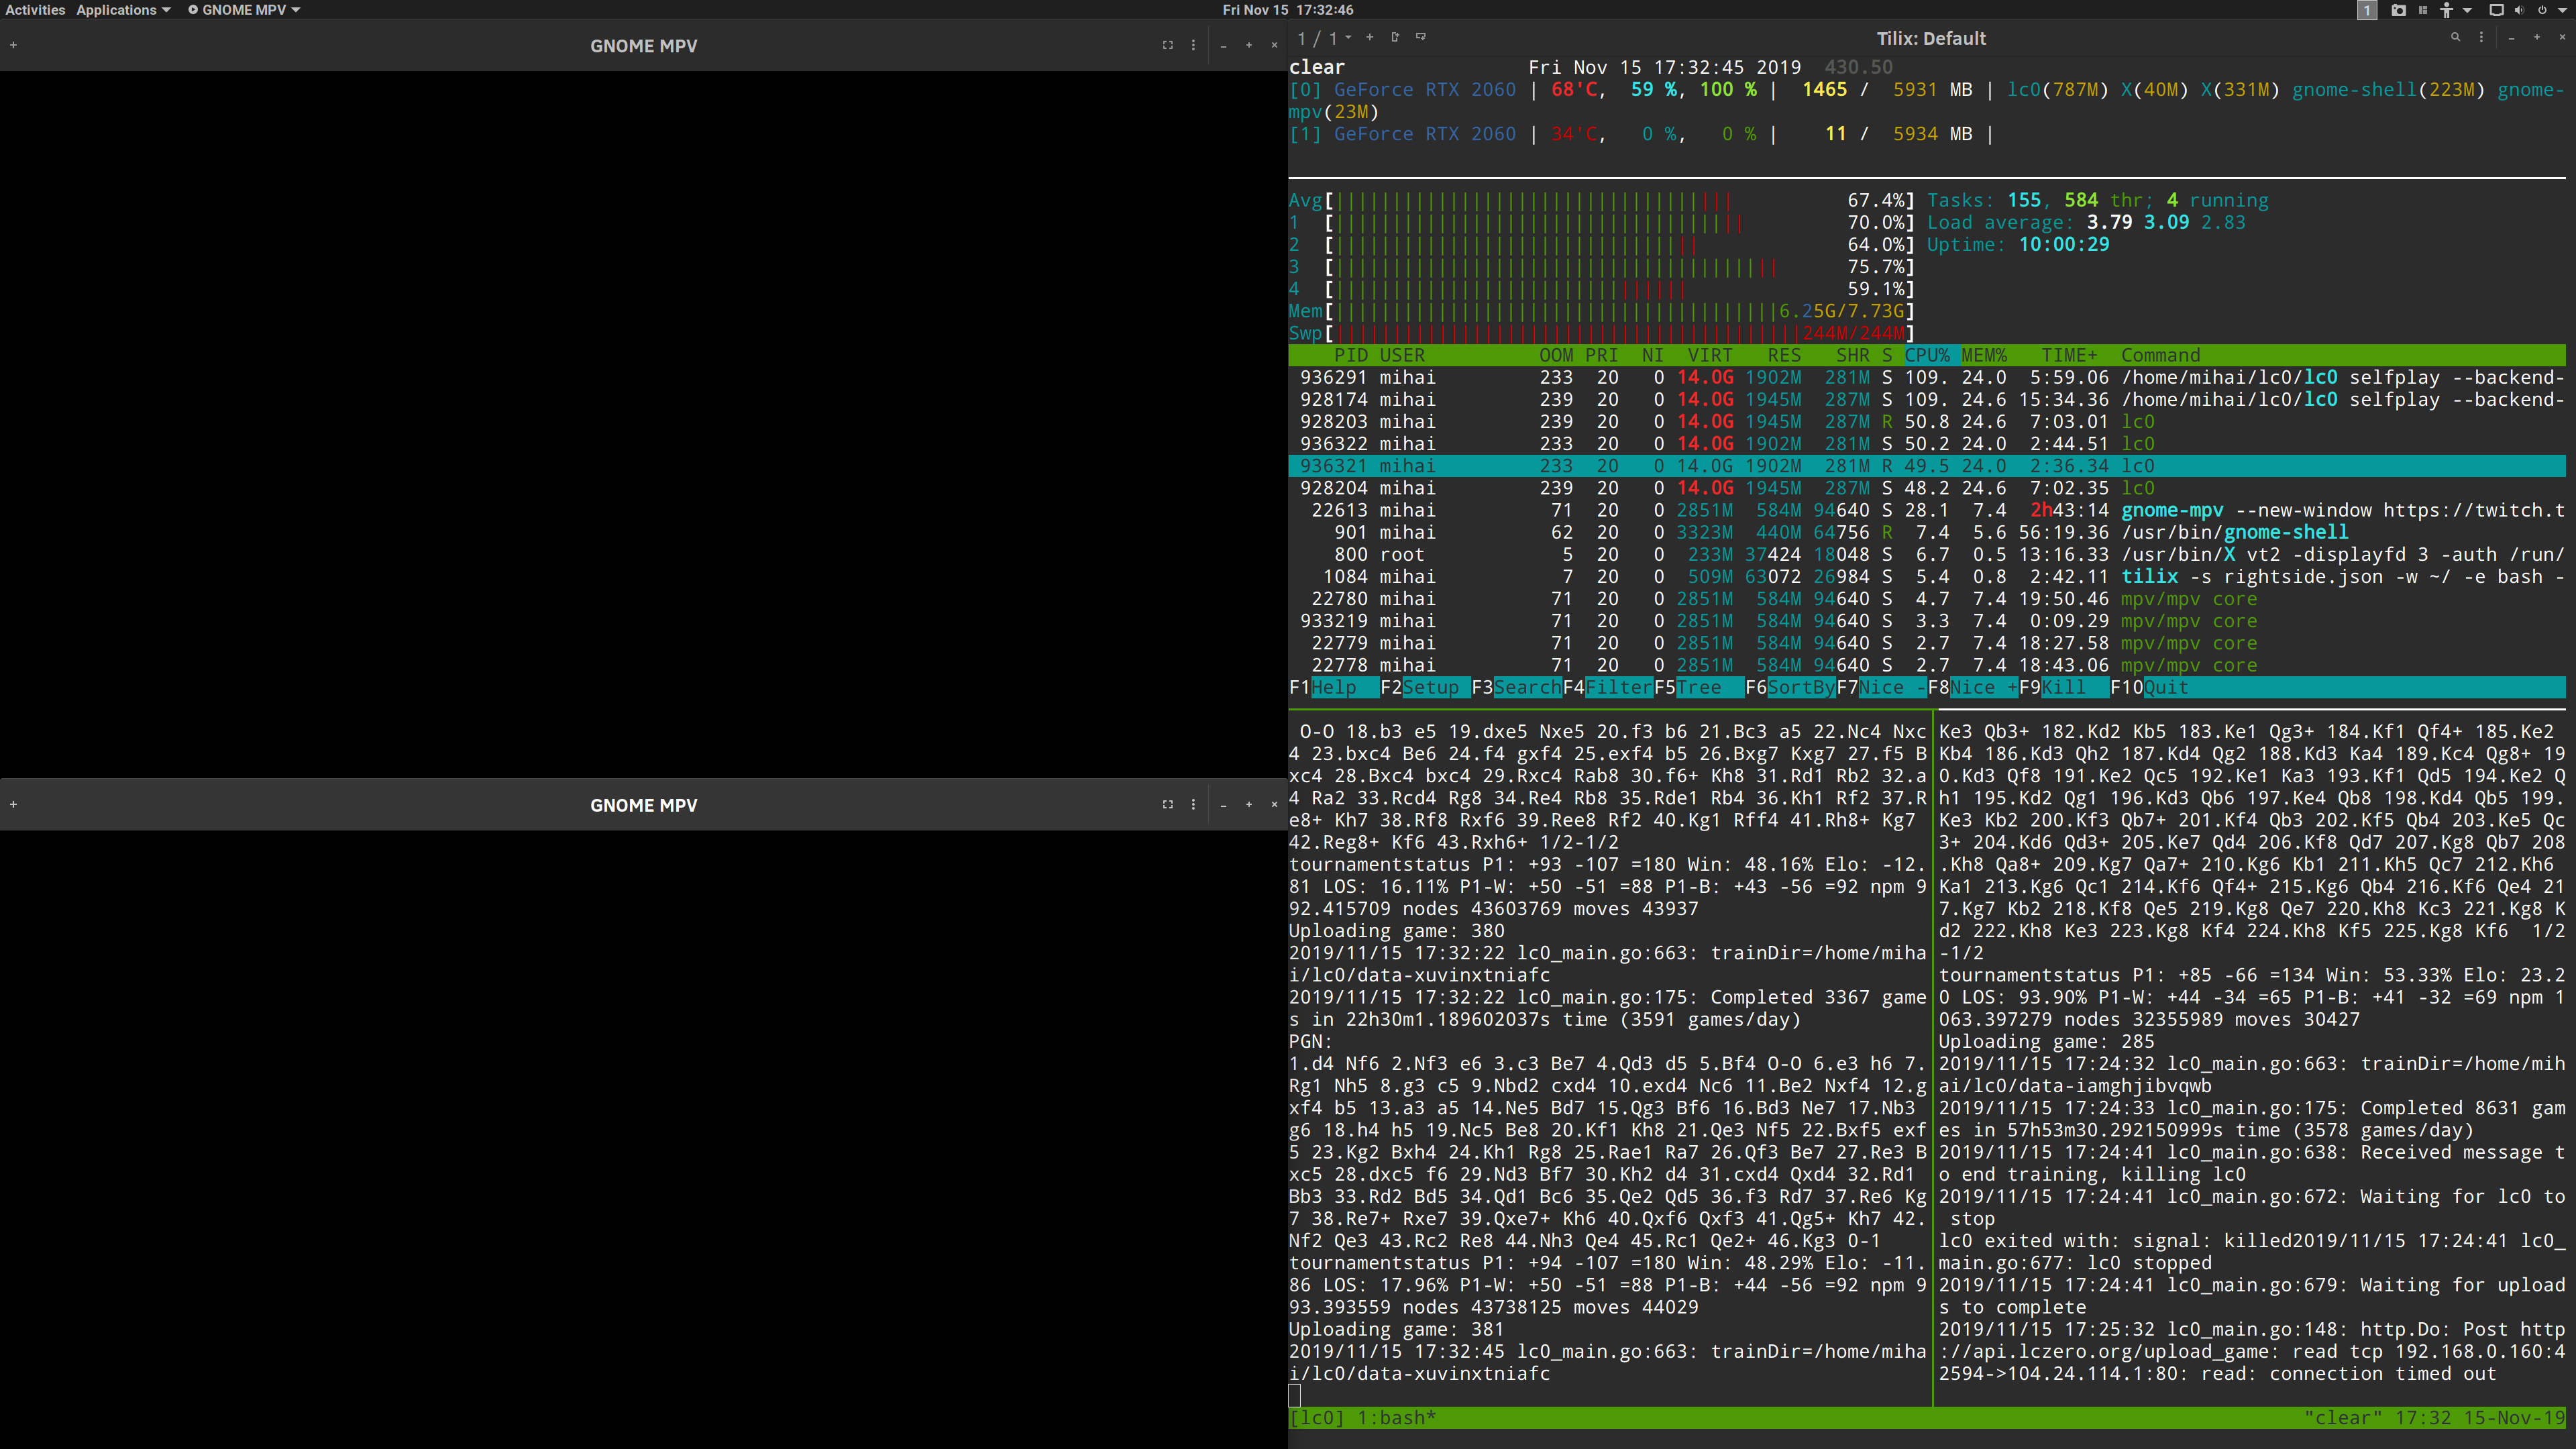 Activities Applications GNOME MPV Fri Nov 15 17:32:46 1
GNOME MPV
1 / 1 Tilix: Default
clear Fri Nov 15 17:32:45 2019 430.50
[0] GeForce RTX 2060 | 68'C, 59 %, 100 % | 1465 / 5931 MB | lc0(787M) X(40M) X(331M) gnome-shell(223M) gnome-
mpv(23M)
[1] GeForce RTX 2060 | 34'C, 0 %, 0 % | 11 / 5934 MB |
Avg[ 67.4%] Tasks: 155, 584 thr; 4 running
1 [ 70.0%] Load average: 3.79 3.09 2.83
2 [ 64.0%] Uptime: 10:00:29
3 [ 75.7%]
4 [ 59.1%]
Mem[ 6.25G/7.73G]
Swp[ 244M/244M]
PID USER OOM PRI NI VIRT RES SHR S CPU% MEM% TIME+ Command
936291 mihai 233 20 0 14.0G 1902M 281M S 109. 24.0 5:59.06 /home/mihai/lc0/lc0 selfplay --backend-
928174 mihai 239 20 0 14.0G 1945M 287M S 109. 24.6 15:34.36 /home/mihai/lc0/lc0 selfplay --backend-
928203 mihai 239 20 0 14.0G 1945M 287M R 50.8 24.6 7:03.01 lc0
936322 mihai 233 20 0 14.0G 1902M 281M S 50.2 24.0 2:44.51 lc0
936321 mihai 233 20 0 14.0G 1902M 281M R 49.5 24.0 2:36.34 lc0
928204 mihai 239 20 0 14.0G 1945M 287M S 48.2 24.6 7:02.35 lc0
22613 mihai 71 20 0 2851M 584M 94640 S 28.1 7.4 2h43:14 gnome-mpv --new-window https://twitch.t
901 mihai 62 20 0 3323M 440M 64756 R 7.4 5.6 56:19.36 /usr/bin/gnome-shell
800 root 5 20 0 233M 37424 18048 S 6.7 0.5 13:16.33 /usr/bin/X vt2 -displayfd 3 -auth /run/
1084 mihai 7 20 0 509M 63072 26984 S 5.4 0.8 2:42.11 tilix -s rightside.json -w ~/ -e bash -
22780 mihai 71 20 0 2851M 584M 94640 S 4.7 7.4 19:50.46 mpv/mpv core
933219 mihai 71 20 0 2851M 584M 94640 S 3.3 7.4 0:09.29 mpv/mpv core
22779 mihai 71 20 0 2851M 584M 94640 S 2.7 7.4 18:27.58 mpv/mpv core
22778 mihai 71 20 0 2851M 584M 94640 S 2.7 7.4 18:43.06 mpv/mpv core
F1Help F2Setup F3SearchF4FilterF5Tree F6SortByF7Nice -F8Nice +F9Kill F10Quit
O-O 18.b3 e5 19.dxe5 Nxe5 20.f3 b6 21.Bc3 a5 22.Nc4 Nxc
4 23.bxc4 Be6 24.f4 gxf4 25.exf4 b5 26.Bxg7 Kxg7 27.f5 B
xc4 28.Bxc4 bxc4 29.Rxc4 Rab8 30.f6+ Kh8 31.Rd1 Rb2 32.a
4 Ra2 33.Rcd4 Rg8 34.Re4 Rb8 35.Rde1 Rb4 36.Kh1 Rf2 37.R
e8+ Kh7 38.Rf8 Rxf6 39.Ree8 Rf2 40.Kg1 Rff4 41.Rh8+ Kg7
42.Reg8+ Kf6 43.Rxh6+ 1/2-1/2
tournamentstatus P1: +93 -107 =180 Win: 48.16% Elo: -12.
81 LOS: 16.11% P1-W: +50 -51 =88 P1-B: +43 -56 =92 npm 9
92.415709 nodes 43603769 moves 43937
Uploading game: 380
2019/11/15 17:32:22 lc0_main.go:663: trainDir=/home/miha
i/lc0/data-xuvinxtniafc
2019/11/15 17:32:22 lc0_main.go:175: Completed 3367 game
s in 22h30m1.189602037s time (3591 games/day)
PGN:
1.d4 Nf6 2.Nf3 e6 3.c3 Be7 4.Qd3 d5 5.Bf4 O-O 6.e3 h6 7.
Rg1 Nh5 8.g3 c5 9.Nbd2 cxd4 10.exd4 Nc6 11.Be2 Nxf4 12.g
xf4 b5 13.a3 a5 14.Ne5 Bd7 15.Qg3 Bf6 16.Bd3 Ne7 17.Nb3
g6 18.h4 h5 19.Nc5 Be8 20.Kf1 Kh8 21.Qe3 Nf5 22.Bxf5 exf
5 23.Kg2 Bxh4 24.Kh1 Rg8 25.Rae1 Ra7 26.Qf3 Be7 27.Re3 B
xc5 28.dxc5 f6 29.Nd3 Bf7 30.Kh2 d4 31.cxd4 Qxd4 32.Rd1
Bb3 33.Rd2 Bd5 34.Qd1 Bc6 35.Qe2 Qd5 36.f3 Rd7 37.Re6 Kg
7 38.Re7+ Rxe7 39.Qxe7+ Kh6 40.Qxf6 Qxf3 41.Qg5+ Kh7 42.
Nf2 Qe3 43.Rc2 Re8 44.Nh3 Qe4 45.Rc1 Qe2+ 46.Kg3 0-1
tournamentstatus P1: +94 -107 =180 Win: 48.29% Elo: -11.
86 LOS: 17.96% P1-W: +50 -51 =88 P1-B: +44 -56 =92 npm 9
93.393559 nodes 43738125 moves 44029
Uploading game: 381
2019/11/15 17:32:45 lc0_main.go:663: trainDir=/home/miha
i/lc0/data-xuvinxtniafc
Ke3 Qb3+ 182.Kd2 Kb5 183.Ke1 Qg3+ 184.Kf1 Qf4+ 185.Ke2
Kb4 186.Kd3 Qh2 187.Kd4 Qg2 188.Kd3 Ka4 189.Kc4 Qg8+ 19
0.Kd3 Qf8 191.Ke2 Qc5 192.Ke1 Ka3 193.Kf1 Qd5 194.Ke2 Q
h1 195.Kd2 Qg1 196.Kd3 Qb6 197.Ke4 Qb8 198.Kd4 Qb5 199.
Ke3 Kb2 200.Kf3 Qb7+ 201.Kf4 Qb3 202.Kf5 Qb4 203.Ke5 Qc
3+ 204.Kd6 Qd3+ 205.Ke7 Qd4 206.Kf8 Qd7 207.Kg8 Qb7 208
.Kh8 Qa8+ 209.Kg7 Qa7+ 210.Kg6 Kb1 211.Kh5 Qc7 212.Kh6
Ka1 213.Kg6 Qc1 214.Kf6 Qf4+ 215.Kg6 Qb4 216.Kf6 Qe4 21
7.Kg7 Kb2 218.Kf8 Qe5 219.Kg8 Qe7 220.Kh8 Kc3 221.Kg8 K
d2 222.Kh8 Ke3 223.Kg8 Kf4 224.Kh8 Kf5 225.Kg8 Kf6 1/2
-1/2
tournamentstatus P1: +85 -66 =134 Win: 53.33% Elo: 23.2
0 LOS: 93.90% P1-W: +44 -34 =65 P1-B: +41 -32 =69 npm 1
063.397279 nodes 32355989 moves 30427
Uploading game: 285
2019/11/15 17:24:32 lc0_main.go:663: trainDir=/home/mih
ai/lc0/data-iamghjibvqwb
2019/11/15 17:24:33 lc0_main.go:175: Completed 8631 gam
es in 57h53m30.292150999s time (3578 games/day)
2019/11/15 17:24:41 lc0_main.go:638: Received message t
o end training, killing lc0
2019/11/15 17:24:41 lc0_main.go:672: Waiting for lc0 to
stop
lc0 exited with: signal: killed2019/11/15 17:24:41 lc0_
main.go:677: lc0 stopped
2019/11/15 17:24:41 lc0_main.go:679: Waiting for upload
s to complete
2019/11/15 17:25:32 lc0_main.go:148: http.Do: Post http
://api.lczero.org/upload_game: read tcp 192.168.0.160:4
2594->104.24.114.1:80: read: connection timed out
GNOME MPV
[lc0] 1:bash* "clear" 17:32 15-Nov-19